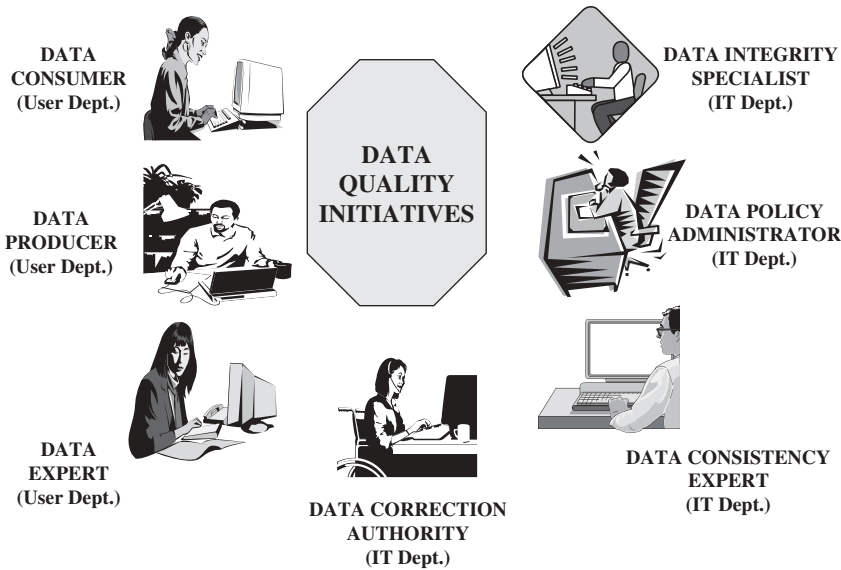 DATA
CONSUMER
(User Dept.)
DATA INTEGRITY
SPECIALIST
(IT Dept.)
DATA
QUALITY
INITIATIVES
DATA
PRODUCER
(User Dept.)
DATA POLICY
ADMINISTRATOR
(IT Dept.)
DATA
EXPERT
(User Dept.)
DATA CORRECTION
AUTHORITY
(IT Dept.)
DATA CONSISTENCY
EXPERT
(IT Dept.)